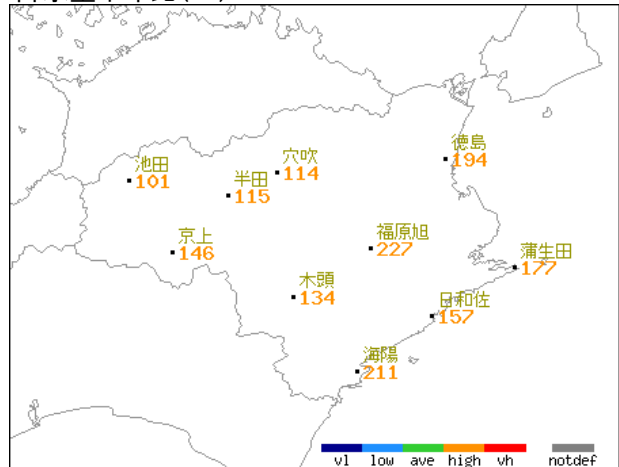 徳島
194
穴吹
114
池田
101
半田
115
福原旭
227
京上
146
蒲生田
177
木頭
134
日和佐
157
海陽
211
vl low ave high vh notdef